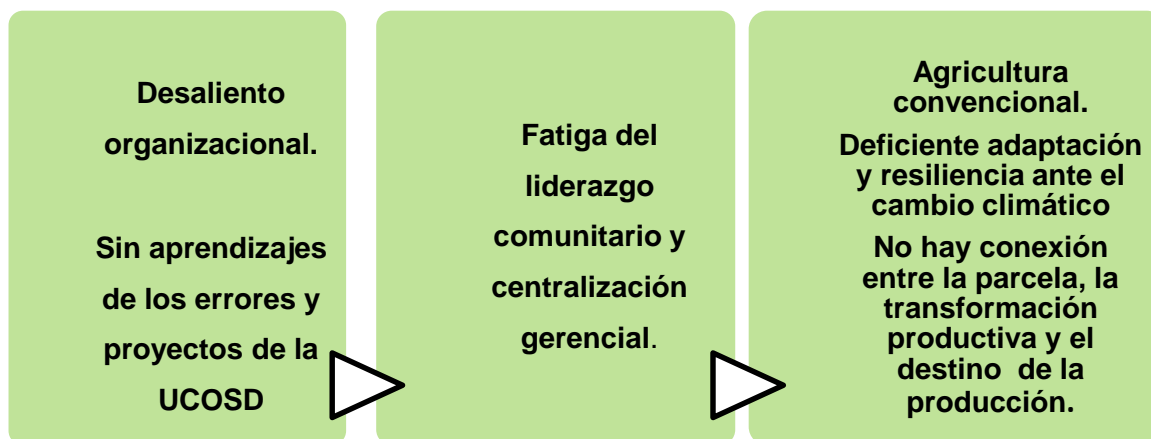 Desaliento
organizacional.
Sin aprendizajes
de los errores y
proyectos de la
UCOSD
Fatiga del
liderazgo
comunitario y
centralización
gerencial.
Agricultura
convencional.
Deficiente adaptación
y resiliencia ante el
cambio climático
No hay conexión
entre la parcela, la
transformación
productiva y el
destino de la
producción.